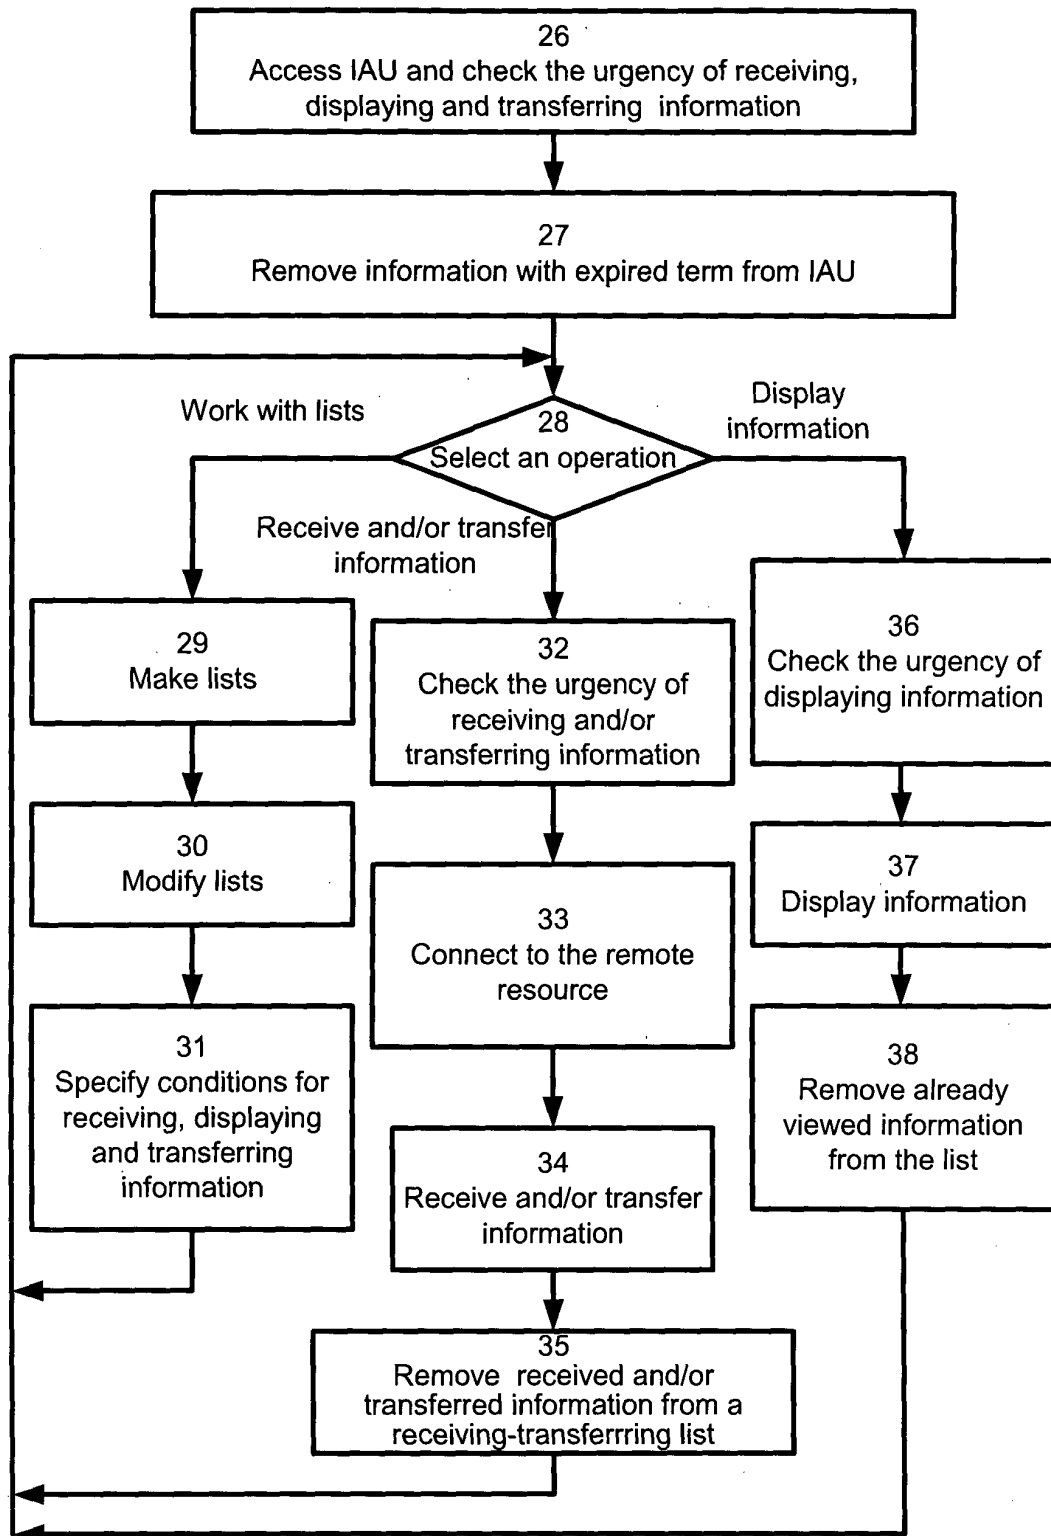 26
Access IAU and check the urgency of receiving,
displaying and transferring information
27
Remove information with expired term from IAU
Work with lists
Display
information
28
Select an operation
Receive and/or transfer
information
29
Make lists
30
Modify lists
31
Specify conditions for
receiving, displaying
and transferring
information
32
Check the urgency of
receiving and/or
transferring information
33
Connect to the remote
resource
34
Receive and/or transfer
information
35
Remove received and/or
transferred information from a
receiving-transferrring list
36
Check the urgency of
displaying information
37
Display information
38
Remove already
viewed information
from the list